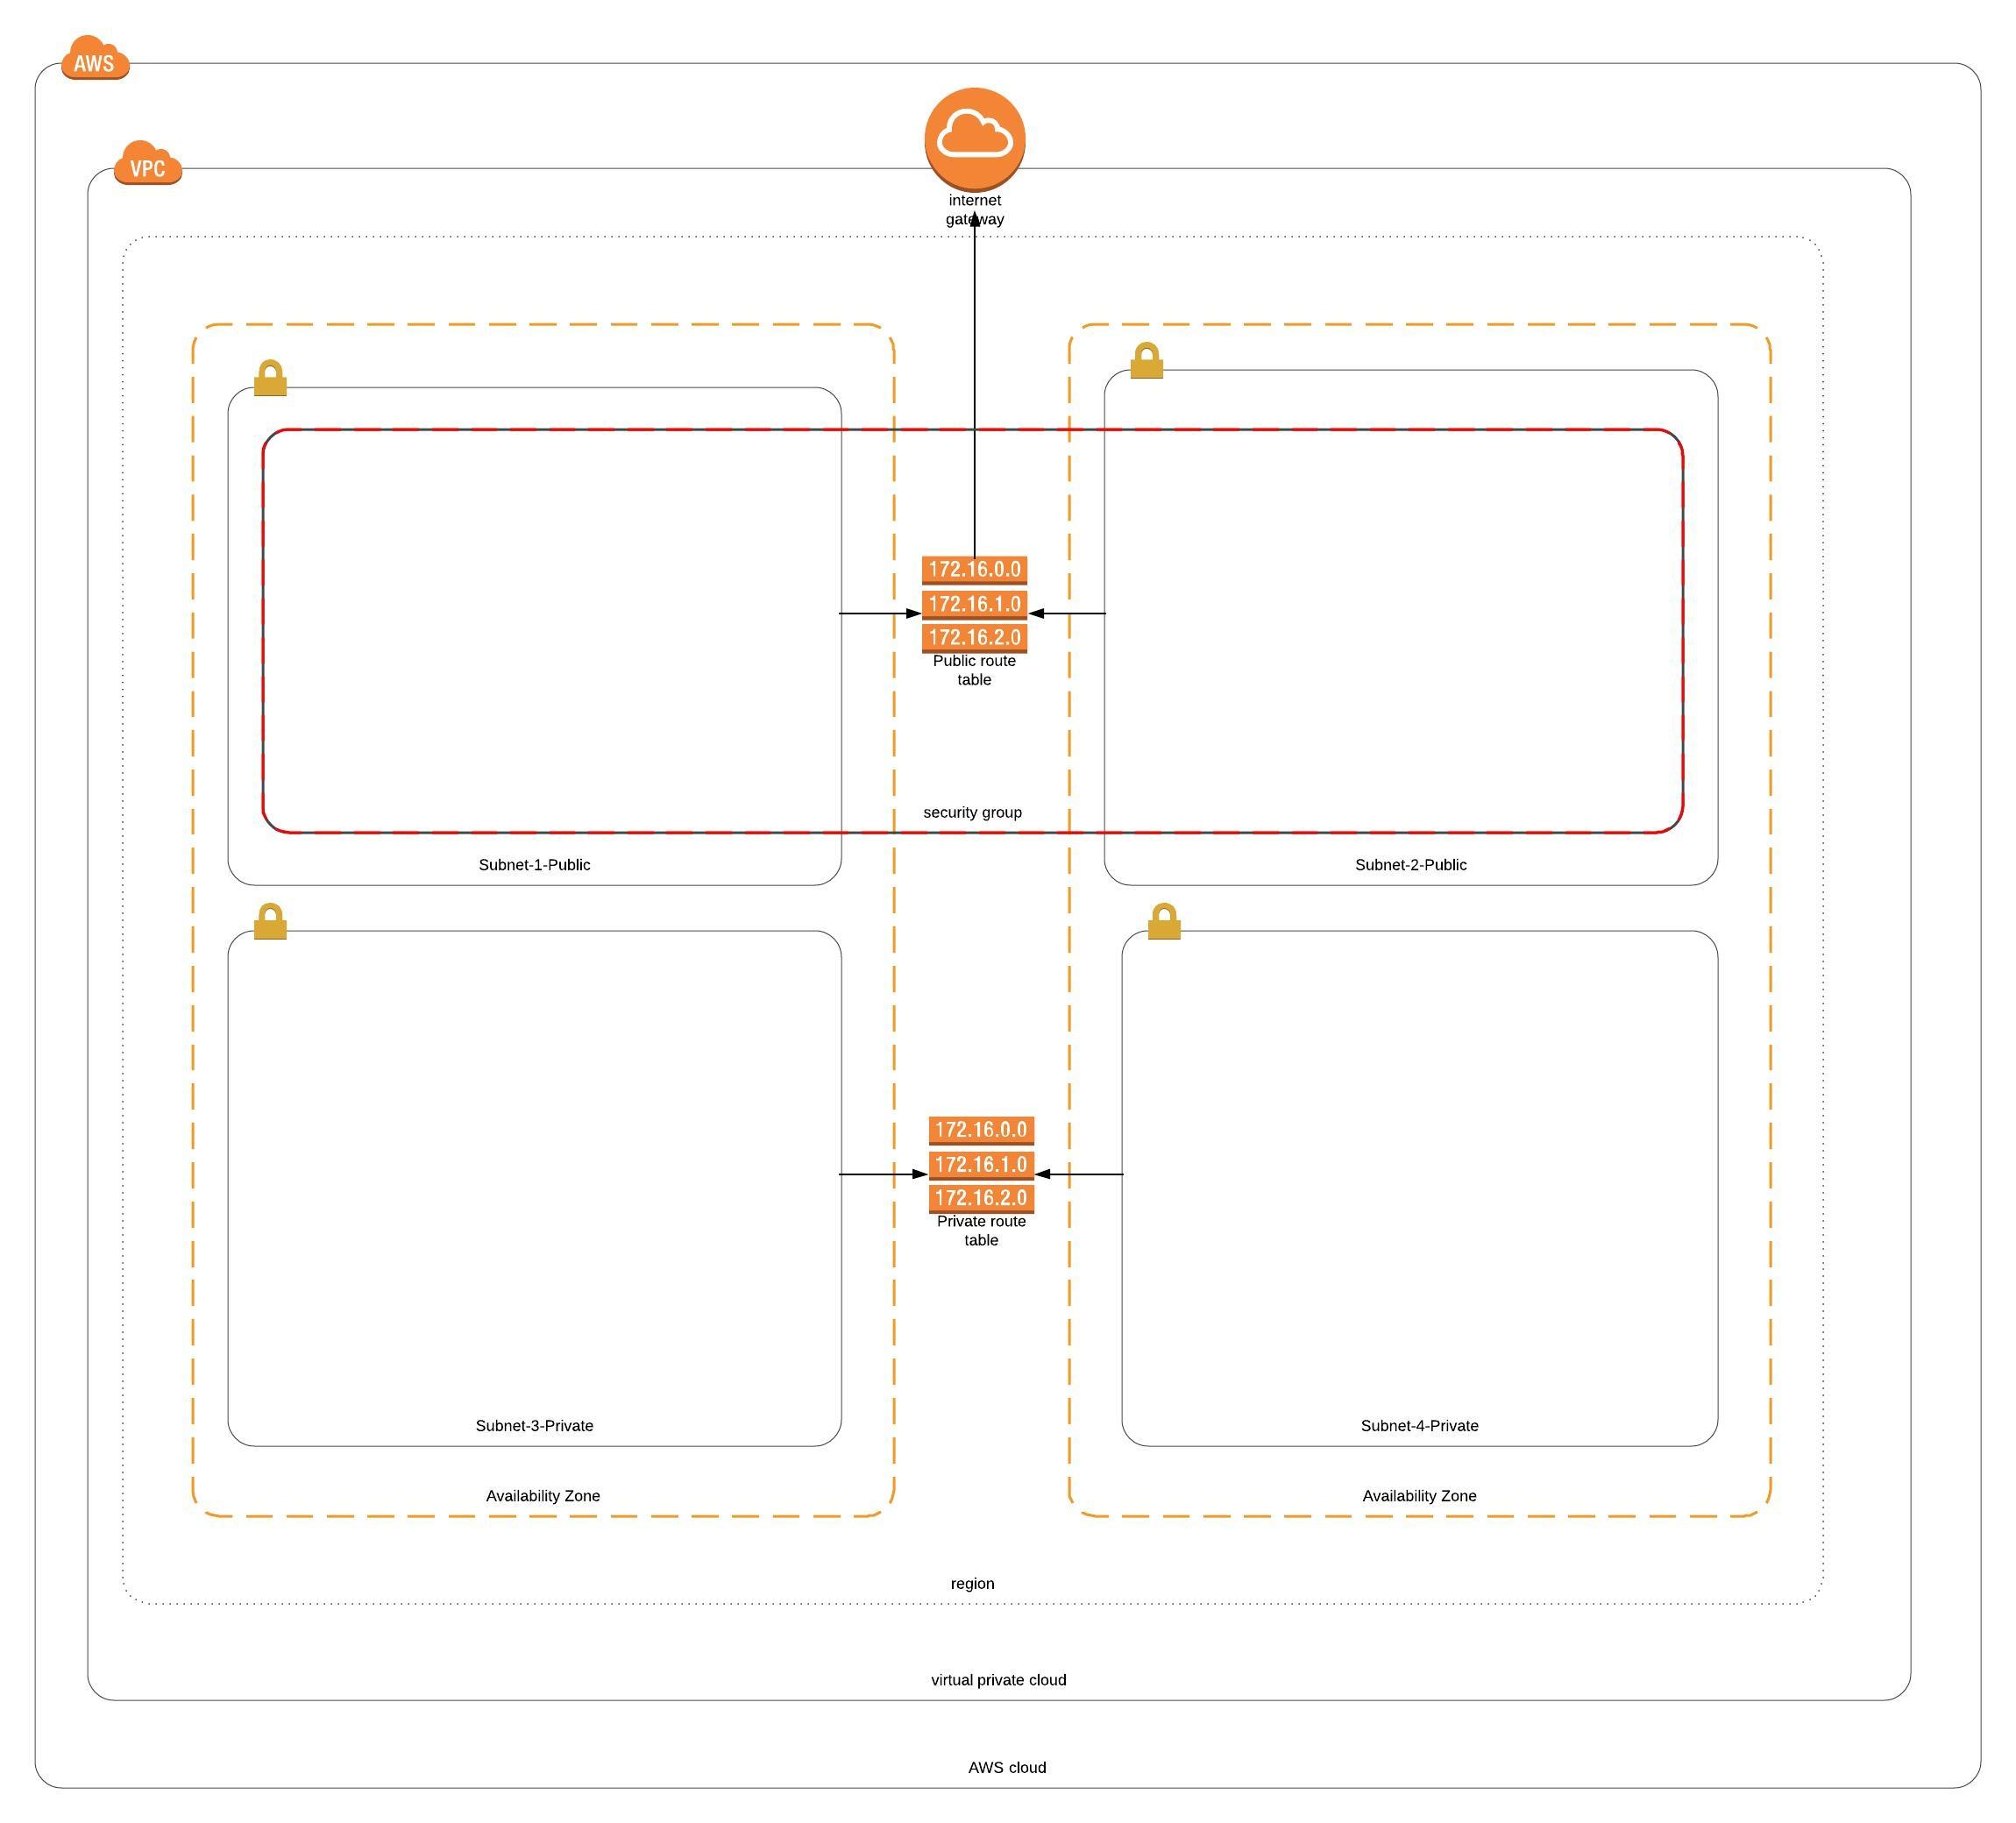 AWS
VPC
internet
gateway
172.16.0.0
172.16.1.0
172.16.2.0
Public route
table
security group
Subnet-1-Public
Subnet-2-Public
172.16.0.0
172.16.1.0
172.16.2.0
Private route
table
Subnet-3-Private
Subnet-4-Private
Availability Zone
Availability Zone
region
virtual private cloud
AWS cloud